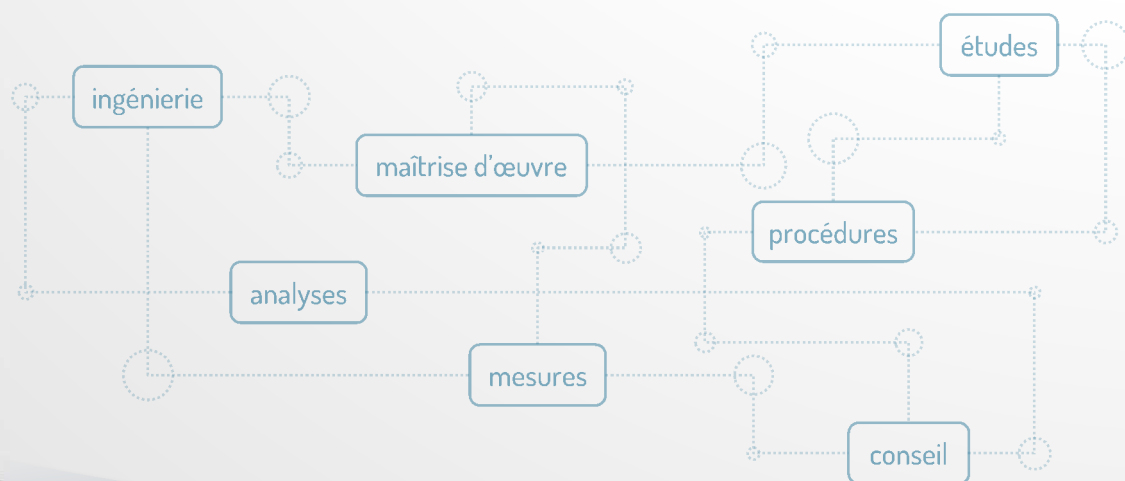 études
ingénierie
maîtrise d'œuvre
procédures
analyses
mesures
conseil